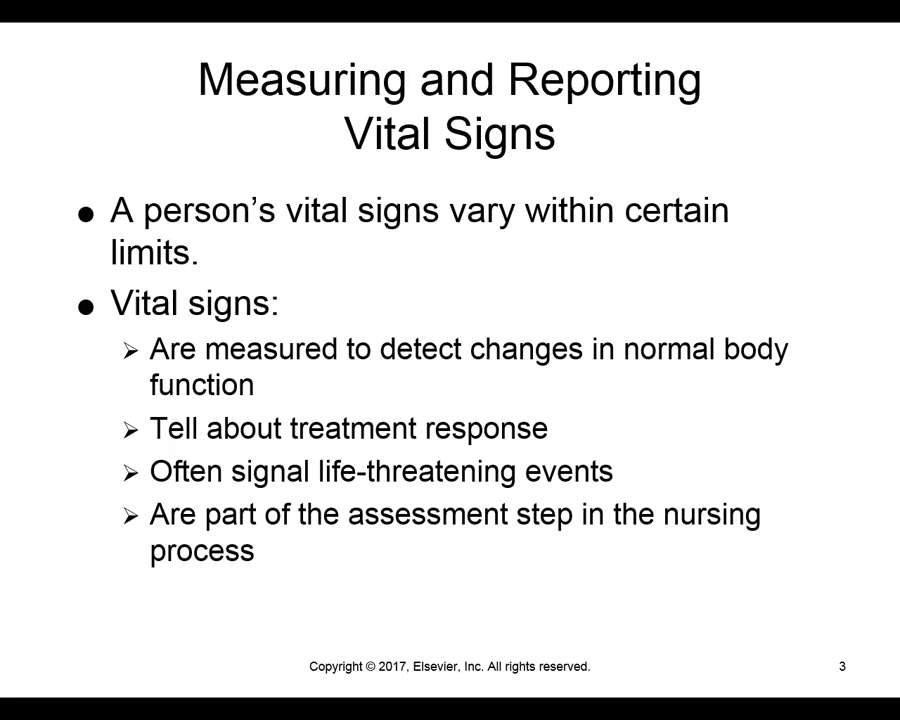 Measuring and Reporting
Vital Signs
● A person’s vital signs vary within certain
limits.
● Vital signs:
➢ Are measured to detect changes in normal body
function
➢ Tell about treatment response
➢ Often signal life-threatening events
➢ Are part of the assessment step in the nursing
process
Copyright © 2017, Elsevier, Inc. All rights reserved.
3